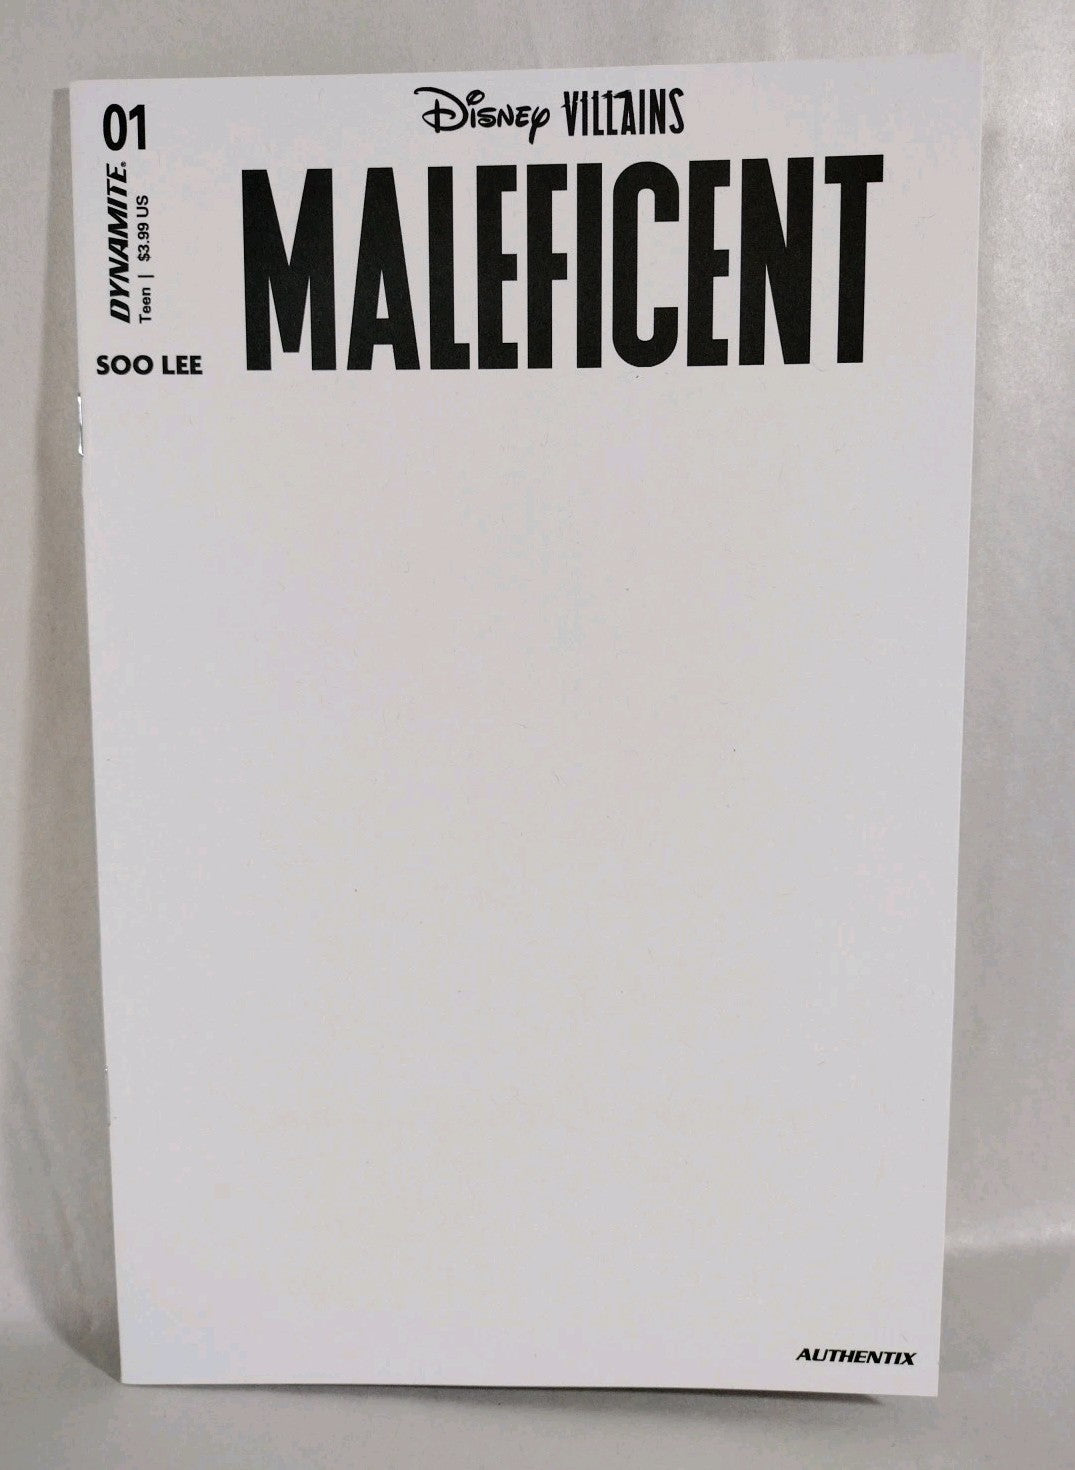 01
DYNAMITE®
Teen | $3.99 US
SOO LEE
Disney VILLAINS
MALEFICENT
AUTHENTIX